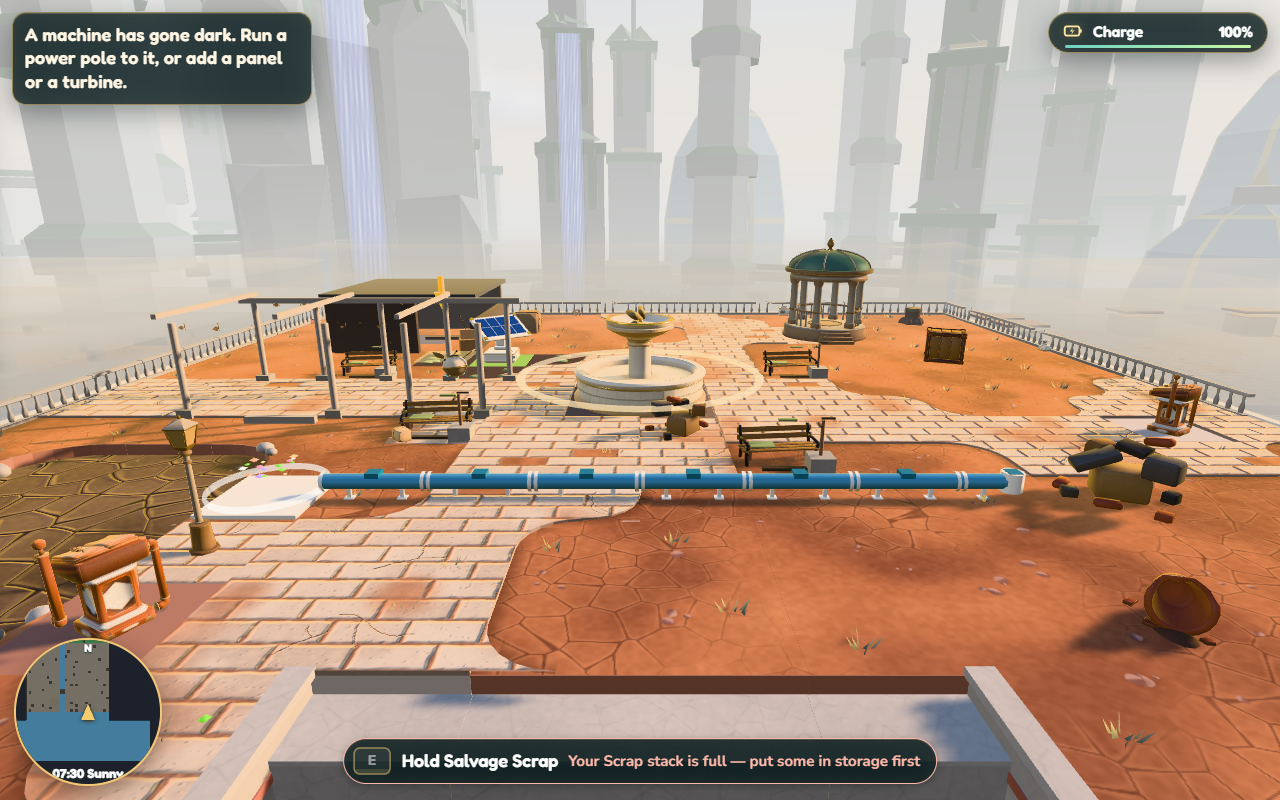 A machine has gone dark. Run a
power pole to it, or add a panel
or a turbine.
Charge 100%
N
07:30 Sunny
E Hold Salvage Scrap Your Scrap stack is full — put some in storage first